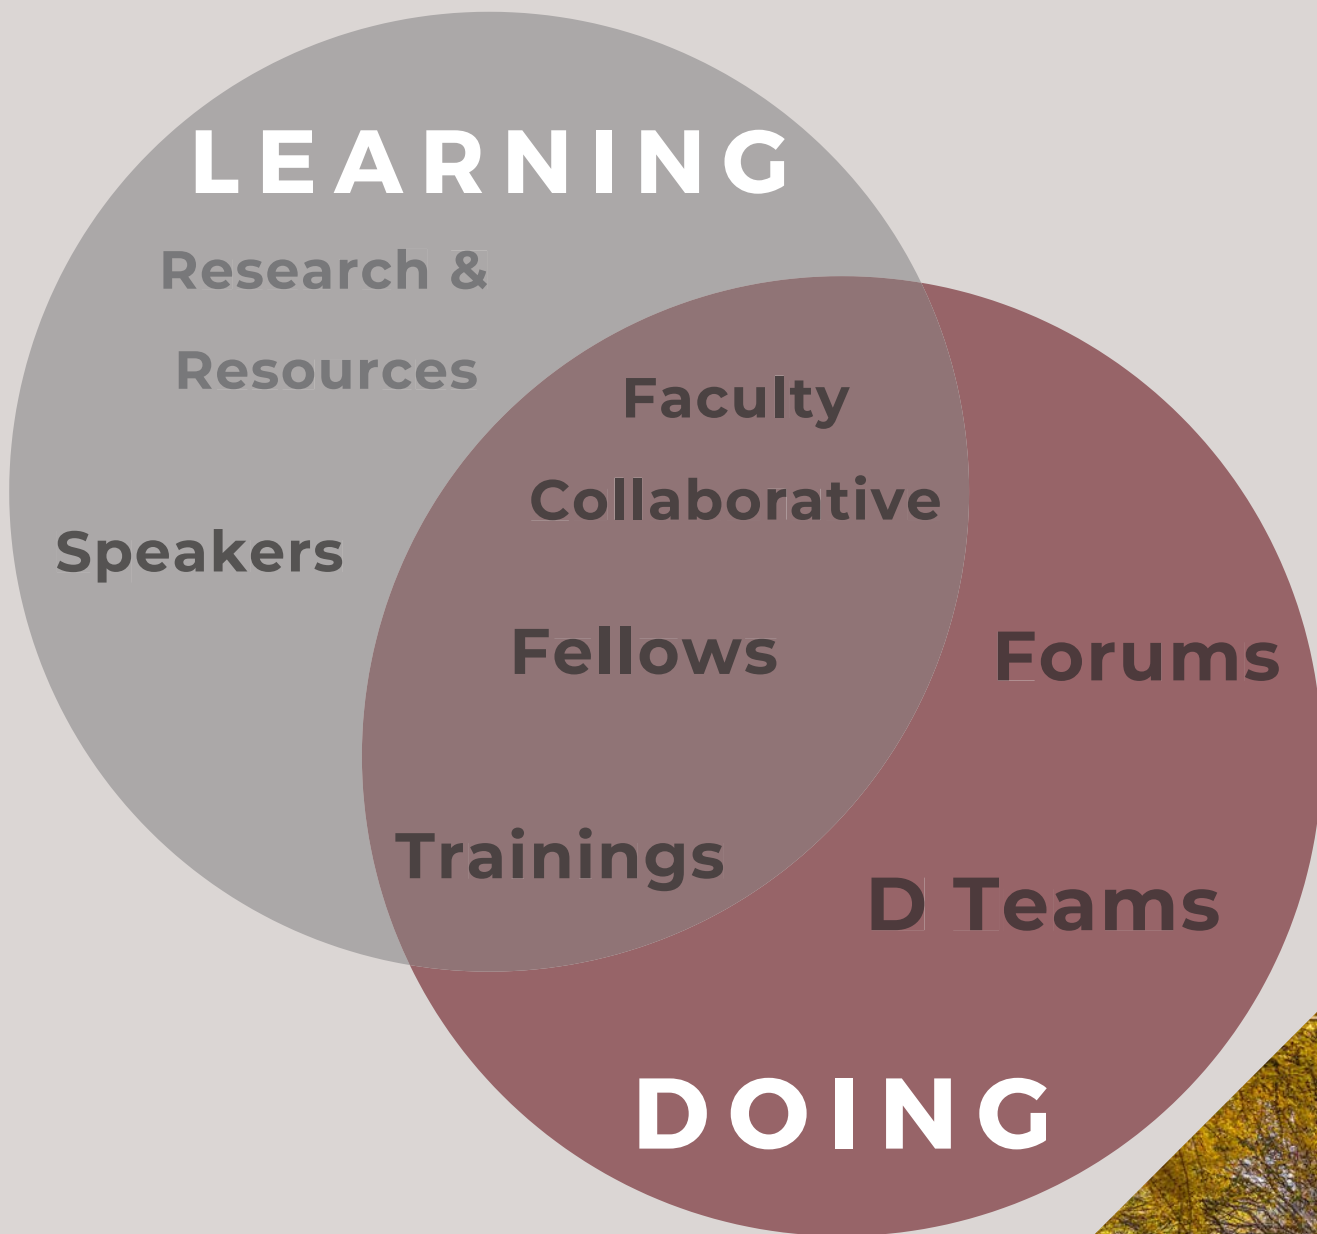 LEARNING
Research &
Resources
Speakers
Faculty
Collaborative
Fellows
Trainings
Forums
D Teams
DOING